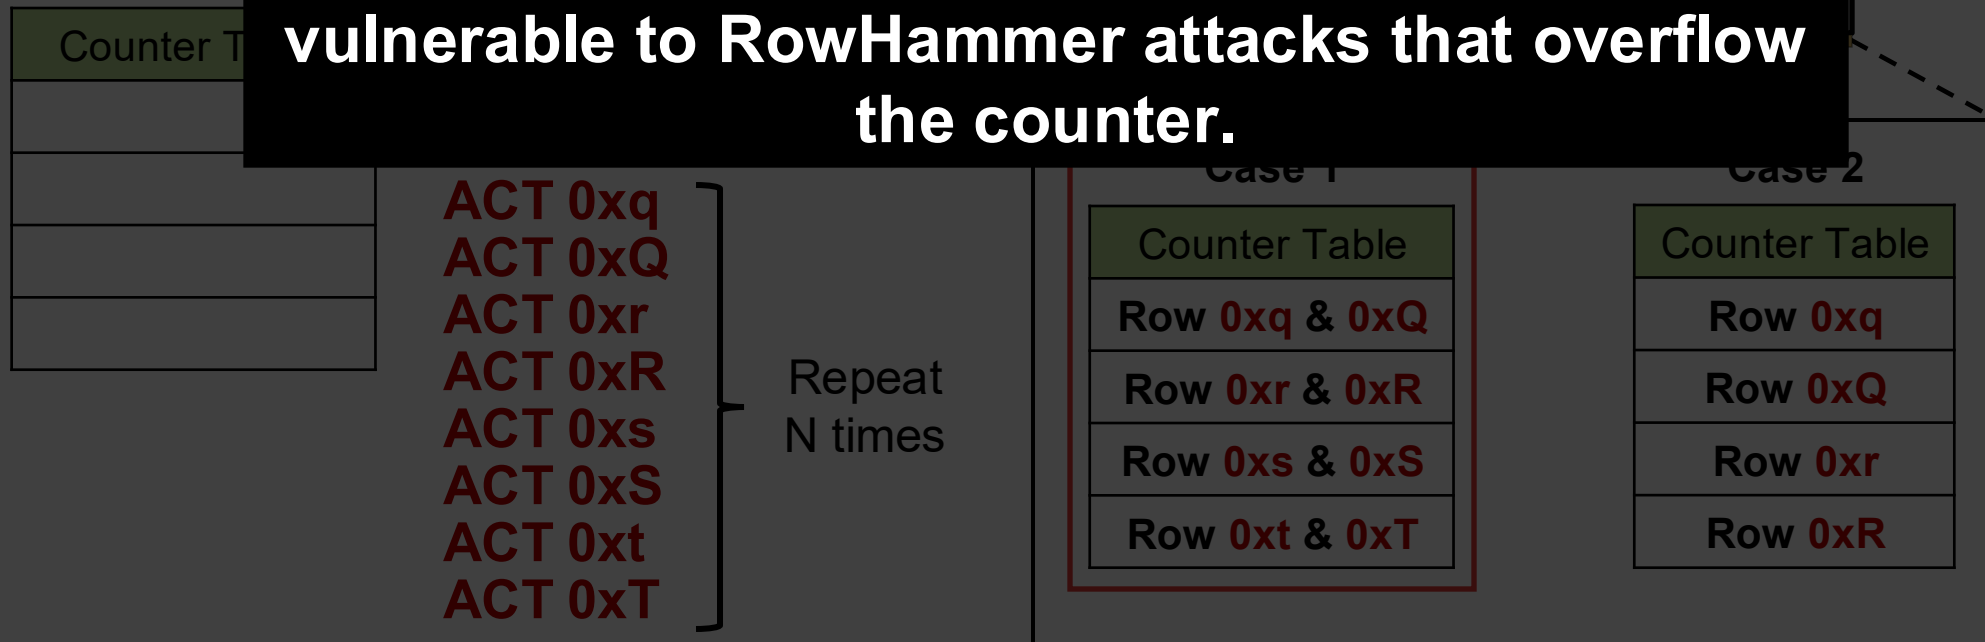 vulnerable to RowHammer attacks that overflow
the counter.
Counter
ACT 0xq
ACT 0xQ
ACT 0xr
ACT 0xR
ACT 0xs
ACT 0xS
ACT 0xt
ACT 0xT
Repeat
N times
Case 1
Counter Table
Row 0xq & 0xQ
Row 0xr & 0xR
Row 0xs & 0xS
Row 0xt & 0xT
Case 2
Counter Table
Row 0xq
Row 0xQ
Row 0xr
Row 0xR